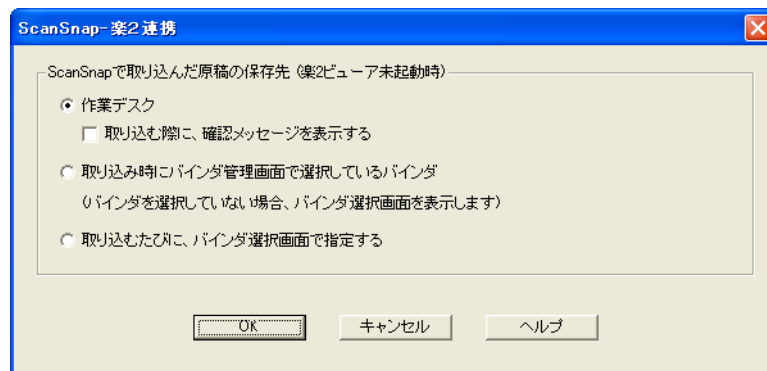 ScanSnap-楽2連携
ScanSnapで取り込んだ原稿の保存先（楽2ビューア未起動時）
作業デスク
取り込む際に、確認メッセージを表示する
取り込み時にバインダ管理画面で選択しているバインダ
（バインダを選択していない場合、バインダ選択画面を表示します）
取り込むたびに、バインダ選択画面で指定する
OK キャンセル ヘルプ